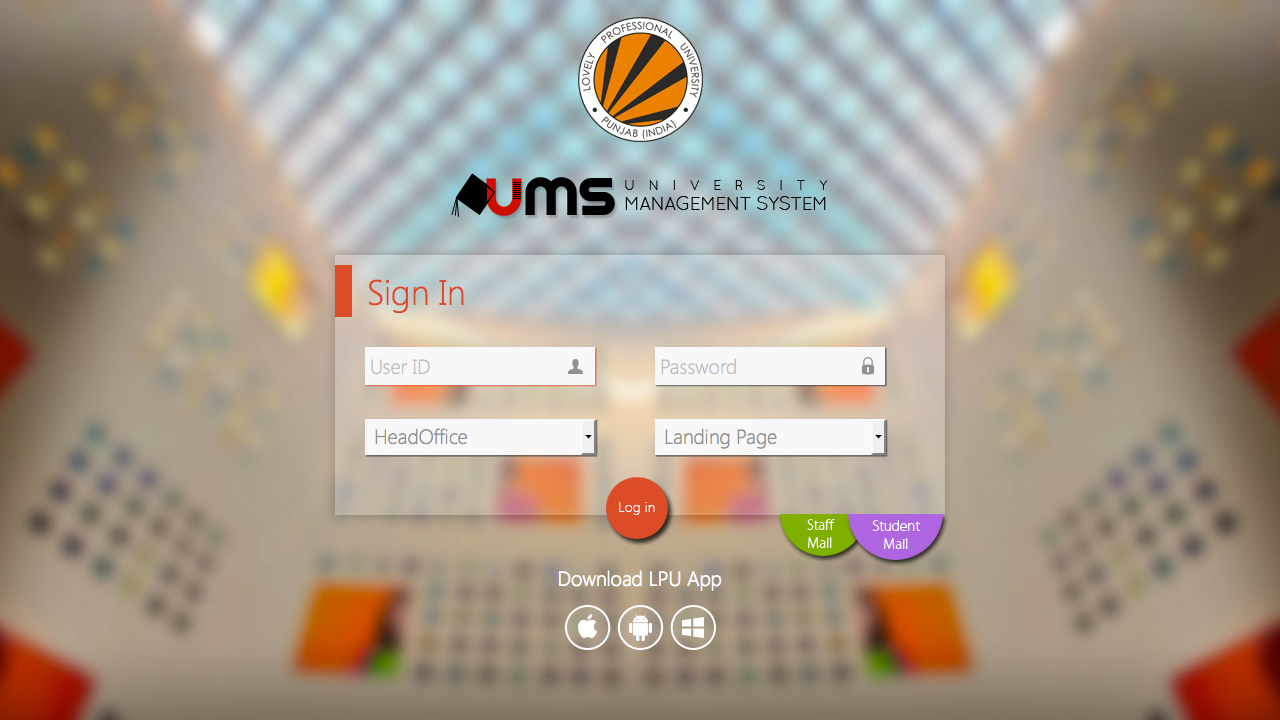 LOVELY PROFESSIONAL UNIVERSITY
PUNJAB (INDIA)
UMS UNIVERSITY
MANAGEMENT SYSTEM
Sign In
User ID
Password
HeadOffice
Landing Page
Log in
Staff
Mail
Student
Mail
Download LPU App